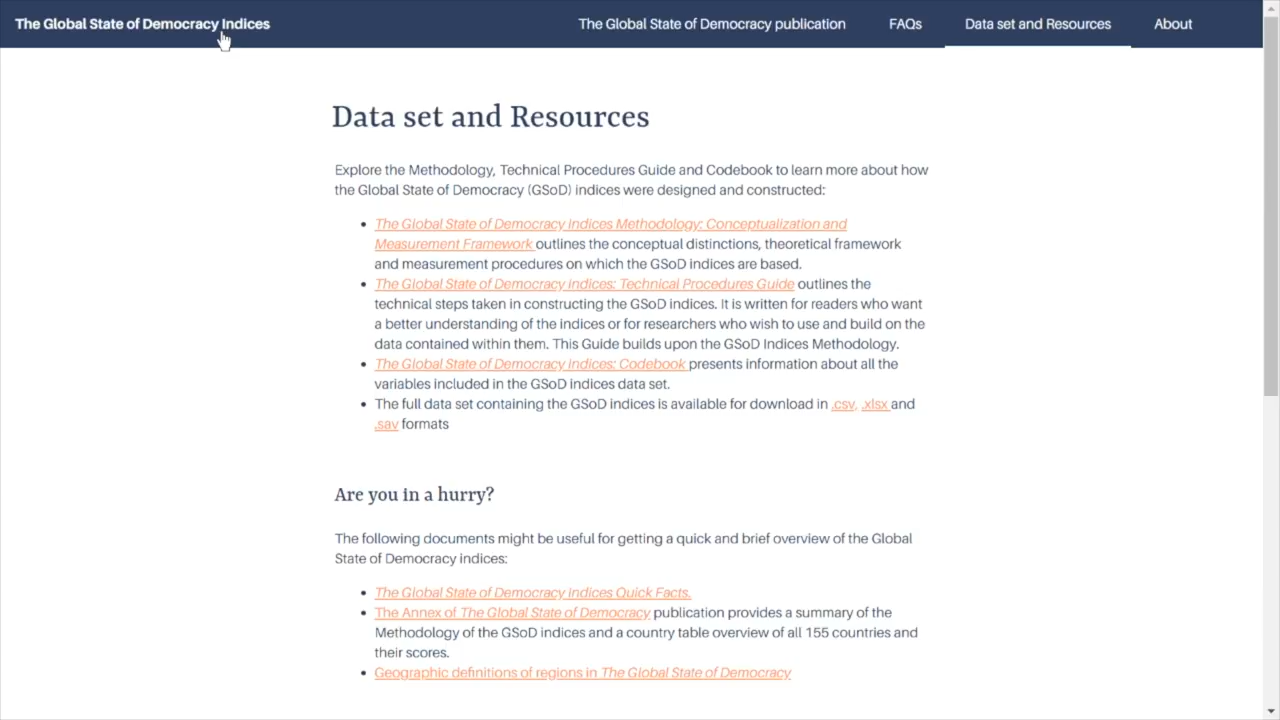 The Global State of Democracy Indices
The Global State of Democracy publication
FAQs
Data set and Resources
About
Data set and Resources
Explore the Methodology, Technical Procedures Guide and Codebook to learn more about how
the Global State of Democracy (GSoD) indices were designed and constructed:
• The Global State of Democracy Indices Methodology: Conceptualization and
Measurement Framework outlines the conceptual distinctions, theoretical framework
and measurement procedures on which the GSoD indices are based.
• The Global State of Democracy Indices: Technical Procedures Guide outlines the
technical steps taken in constructing the GSoD indices. It is written for readers who want
a better understanding of the indices or for researchers who wish to use and build on the
data contained within them. This Guide builds upon the GSoD Indices Methodology.
• The Global State of Democracy Indices: Codebook presents information about all the
variables included in the GSoD indices data set.
• The full data set containing the GSoD indices is available for download in .csv, .xlsx and
.sav formats
Are you in a hurry?
The following documents might be useful for getting a quick and brief overview of the Global
State of Democracy indices:
• The Global State of Democracy Indices Quick Facts.
• The Annex of The Global State of Democracy publication provides a summary of the
Methodology of the GSoD indices and a country table overview of all 155 countries and
their scores.
• Geographic definitions of regions in The Global State of Democracy